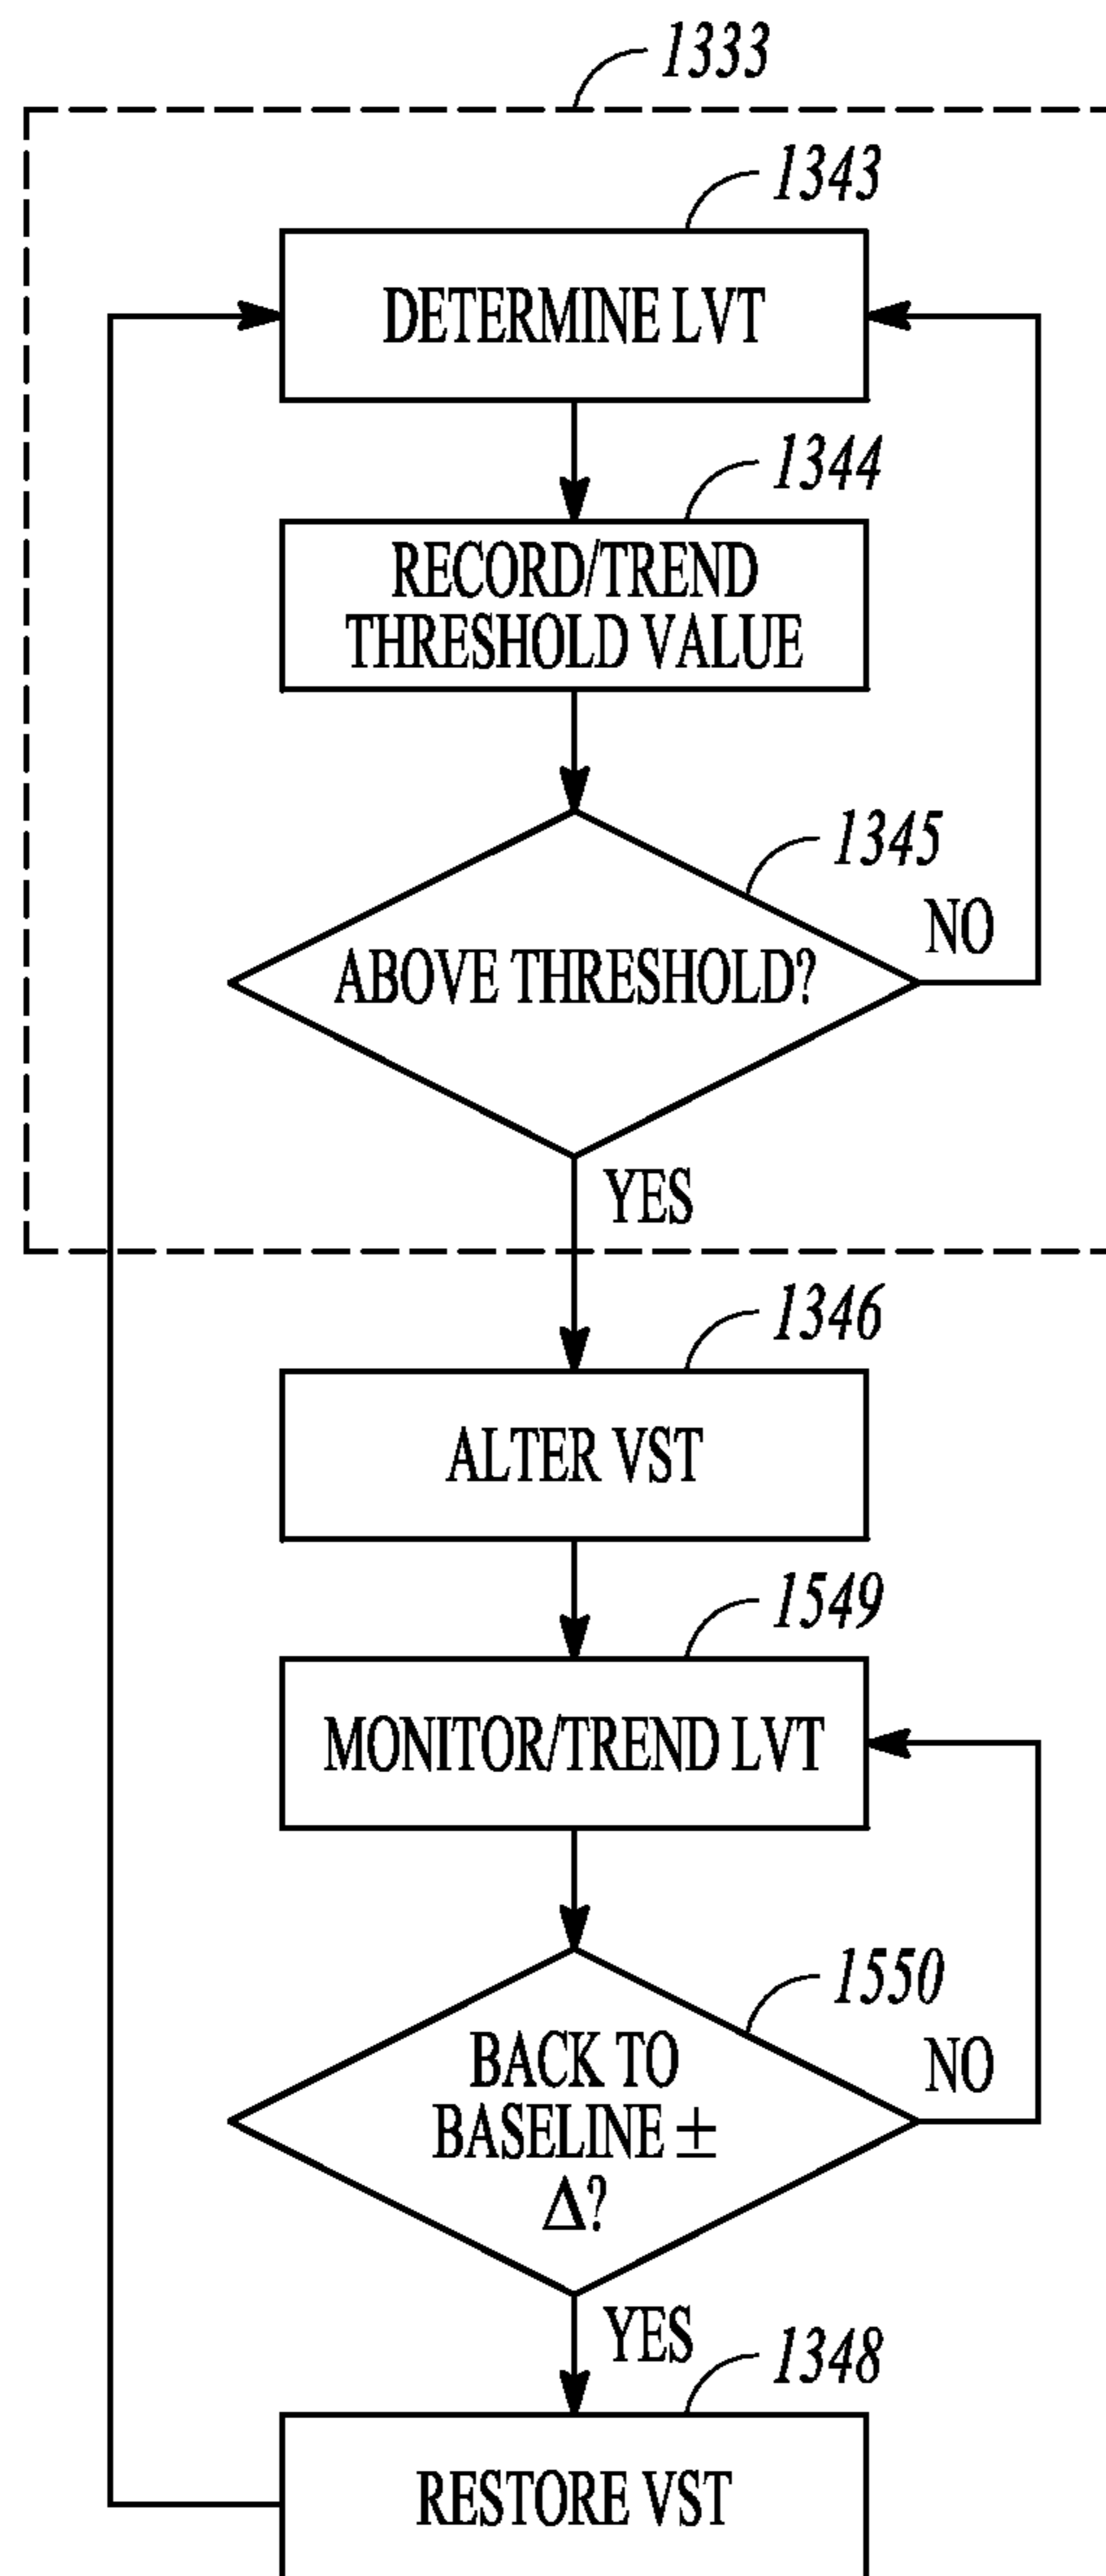 1333
1343
DETERMINE LVT
1344
RECORD/TREND
THRESHOLD VALUE
1345
NO
ABOVE THRESHOLD?
YES
1346
ALTER VST
1549
MONITOR/TREND LVT
1550
NO
BACK TO
BASELINE ±
Δ?
YES
1348
RESTORE VST